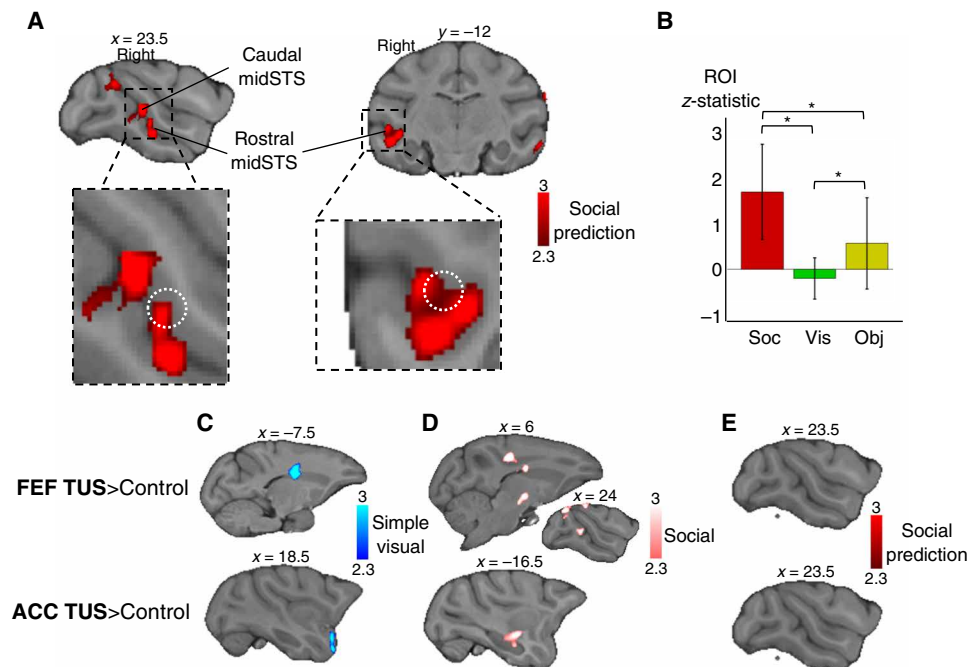 A
x = 23.5
Right
Caudal
midSTS
Rostral
midSTS
Right
y = −12
3
Social
prediction
2.3
B
ROI
z-statistic
*
*
*
3
2
1
0
−1
Soc Vis Obj
C
D
E
FEF TUS>Control
x = −7.5
3
Simple
visual
2.3
x = 6
x = 24
3
Social
2.3
x = 23.5
3
Social
prediction
2.3
ACC TUS>Control
x = 18.5
x = −16.5
x = 23.5